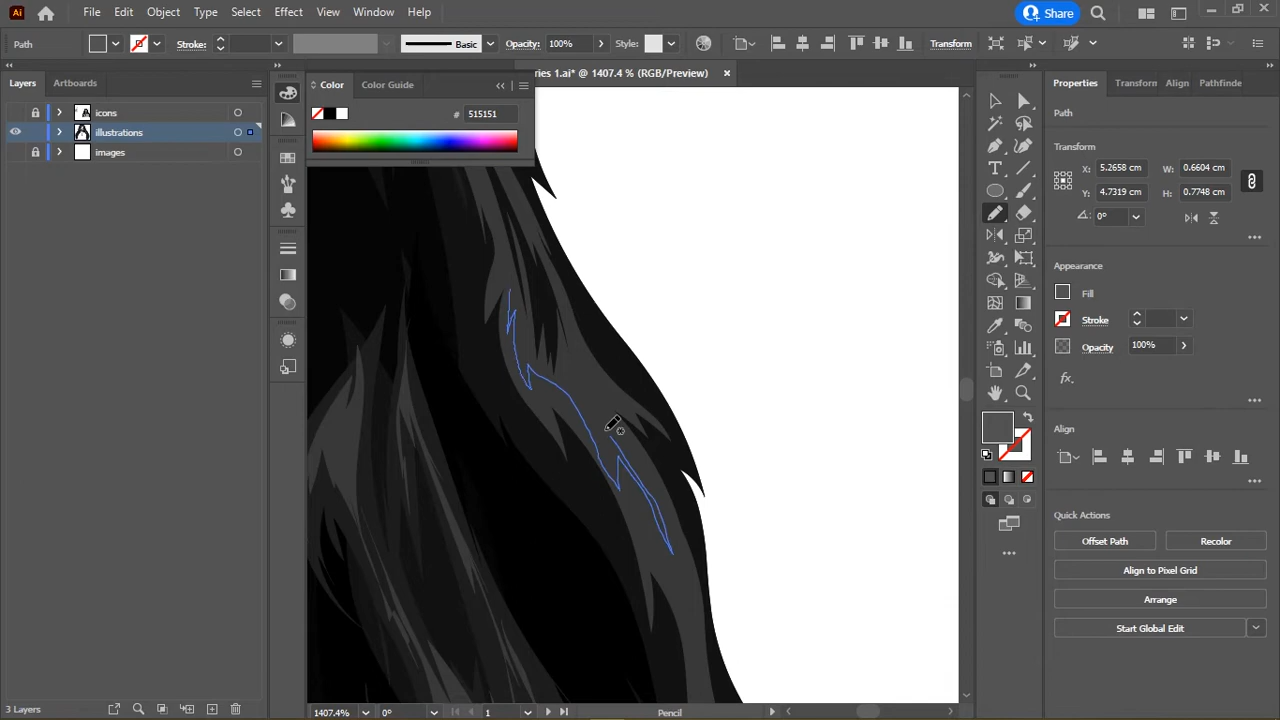 Ai File Edit Object Type Select Effect View Window Help Share
Path Stroke: Basic Opacity: 100% Style: Transform
Layers Artboards
icons
illustrations
images
3 Layers
Color Color Guide
# 515151
ries 1.ai* @ 1407.4 % (RGB/Preview)
1407.4% 0° 1 Pencil
Properties Transform Align Pathfinde
Path
Transform
X: 5.2658 cm W: 0.6604 cm
Y: 4.7319 cm H: 0.7748 cm
0°
Appearance
Fill
Stroke
Opacity 100%
fx.
Align
Quick Actions
Offset Path Recolor
Align to Pixel Grid
Arrange
Start Global Edit